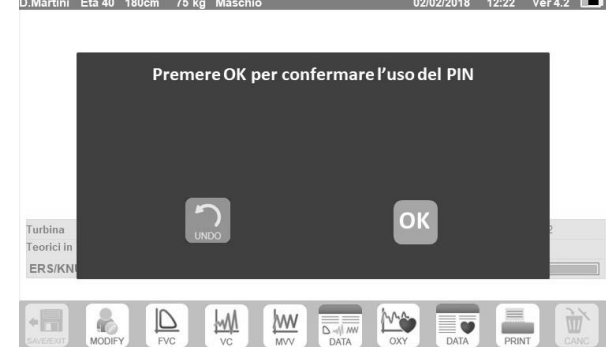 D.Martini Età 40 180cm 75 kg Maschio 02/02/2018 12:22 Ver 4.2
Premere OK per confermare l'uso del PIN
UNDO
OK
Turbina
Teorici in
ERS/KNU
SAVE/EXIT MODIFY FVC VC MVV DATA OXY DATA PRINT CANC